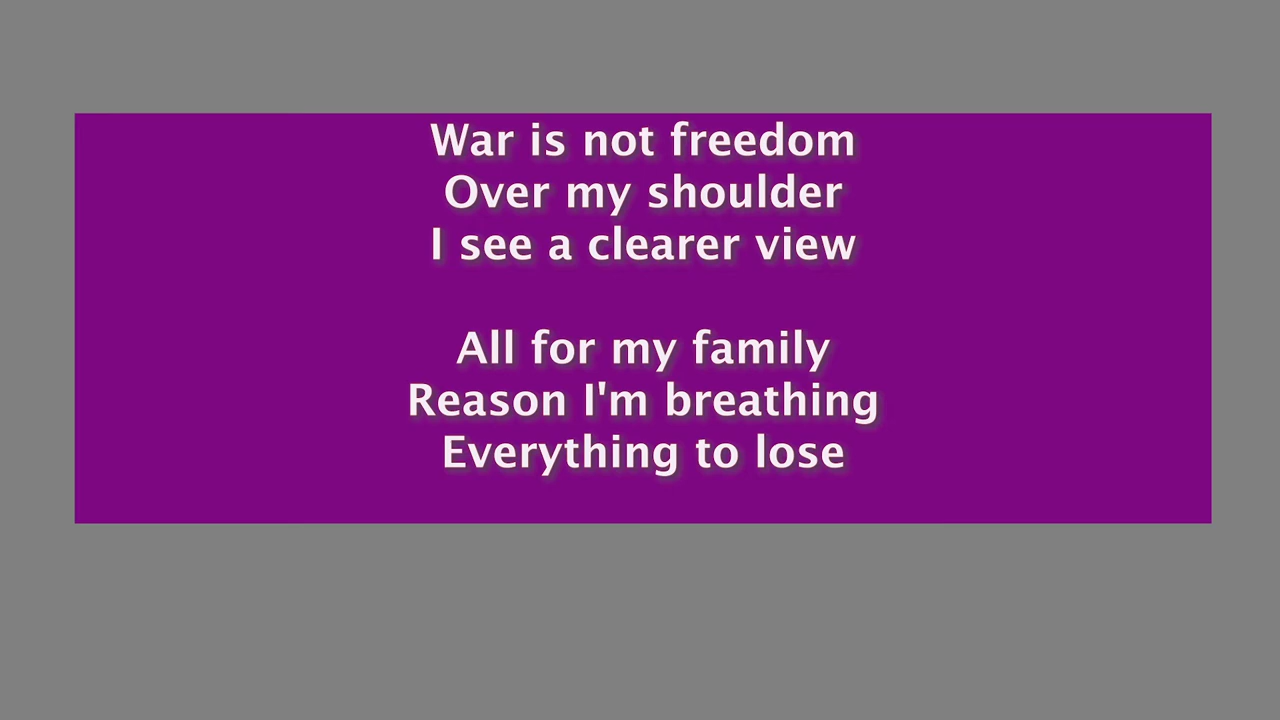 War is not freedom
Over my shoulder
I see a clearer view
All for my family
Reason I'm breathing
Everything to lose